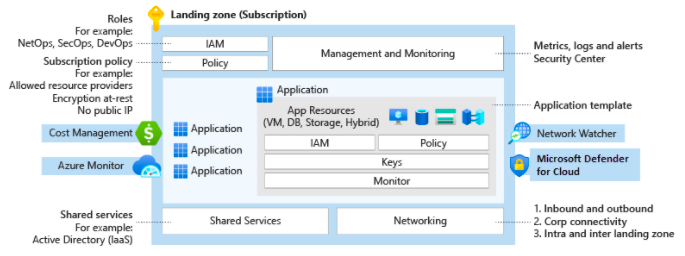 Landing zone (Subscription)
Roles
For example:
NetOps, SecOps, DevOps
Subscription policy
For example:
Allowed resource providers
Encryption at-rest
No public IP
Cost Management
Azure Monitor
Shared services
For example:
Active Directory (IaaS)
IAM
Policy
Management and Monitoring
Application
Application
Application
Application
App Resources
(VM, DB, Storage, Hybrid)
IAM
Policy
Keys
Monitor
Shared Services
Networking
Metrics, logs and alerts
Security Center
Application template
Network Watcher
Microsoft Defender
for Cloud
1. Inbound and outbound
2. Corp connectivity
3. Intra and inter landing zone